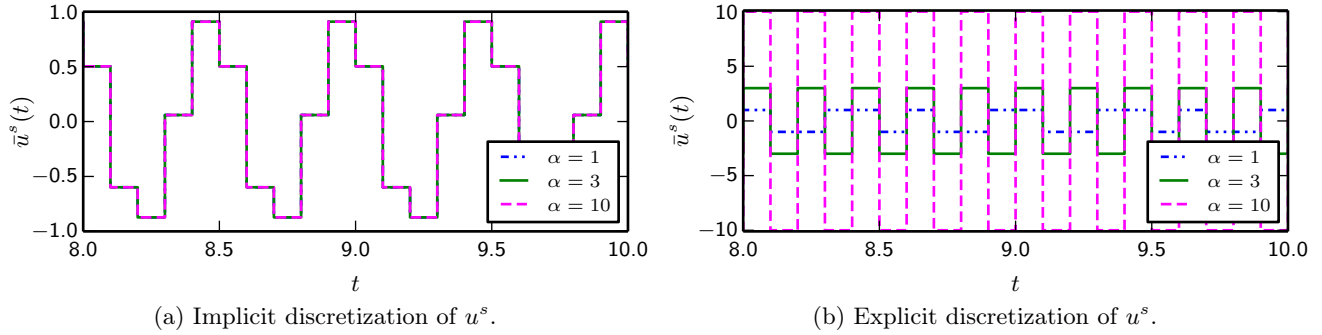 1.0
0.5
0.0
−0.5
−1.0
ū^s(t)
8.0 8.5 9.0 9.5 10.0
t
α = 1
α = 3
α = 10
(a) Implicit discretization of u^s.
10
5
0
−5
−10
ū^s(t)
8.0 8.5 9.0 9.5 10.0
t
α = 1
α = 3
α = 10
(b) Explicit discretization of u^s.